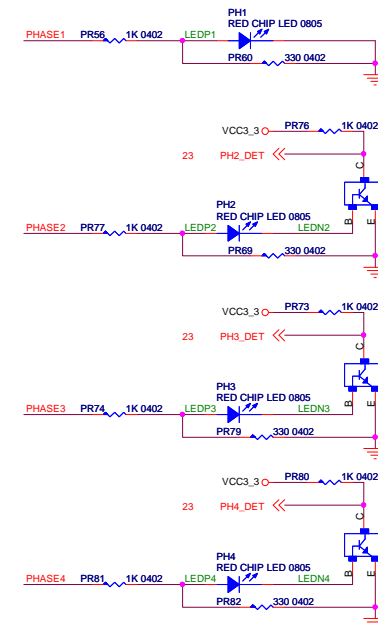 PH1
RED CHIP LED 0805
PHASE1 PR56 1K 0402 LEDP1
PR60 330 0402
VCC3_3 PR76 1K 0402
23 PH2_DET
C
PH2
RED CHIP LED 0805
B E
PHASE2 PR77 1K 0402 LEDP2 LEDN2
PR69 330 0402
VCC3_3 PR73 1K 0402
23 PH3_DET
C
PH3
RED CHIP LED 0805
B E
PHASE3 PR74 1K 0402 LEDP3 LEDN3
PR79 330 0402
VCC3_3 PR80 1K 0402
23 PH4_DET
C
PH4
RED CHIP LED 0805
B E
PHASE4 PR81 1K 0402 LEDP4 LEDN4
PR82 330 0402